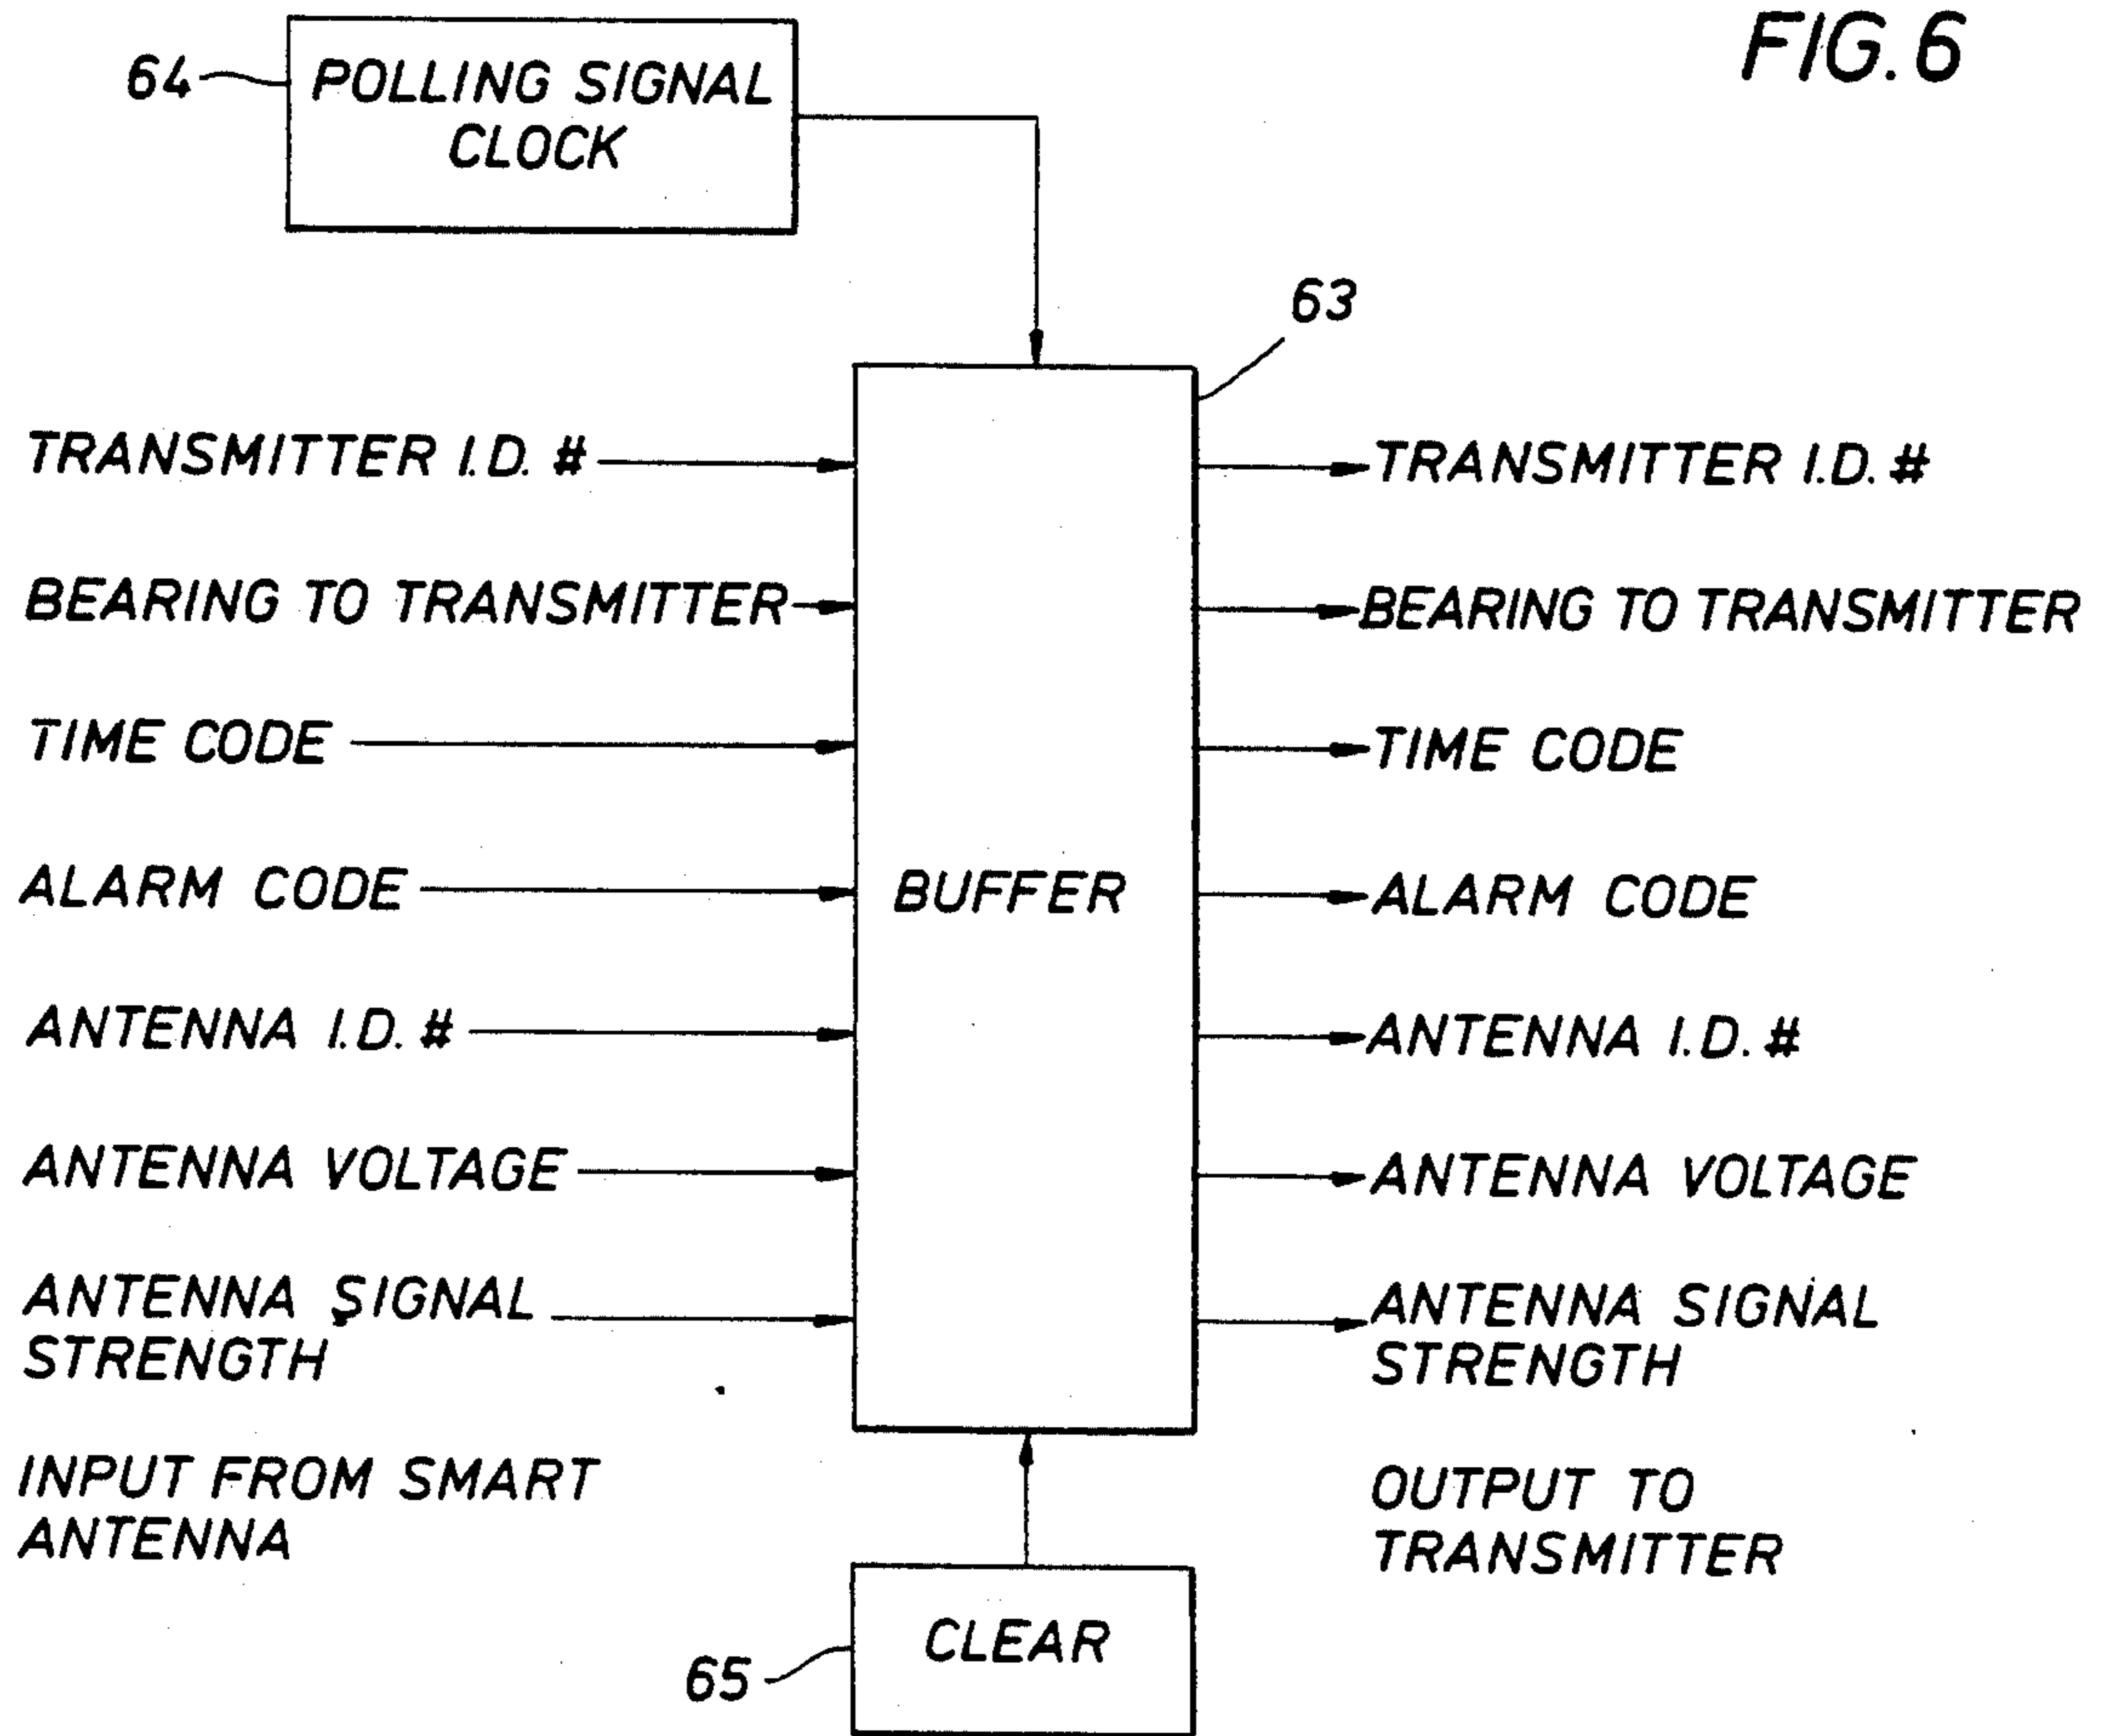 FIG. 6
64
POLLING SIGNAL
CLOCK
63
TRANSMITTER I.D. #
BEARING TO TRANSMITTER
TIME CODE
ALARM CODE
ANTENNA I.D. #
ANTENNA VOLTAGE
ANTENNA SIGNAL
STRENGTH
INPUT FROM SMART
ANTENNA
BUFFER
TRANSMITTER I.D. #
BEARING TO TRANSMITTER
TIME CODE
ALARM CODE
ANTENNA I.D. #
ANTENNA VOLTAGE
ANTENNA SIGNAL
STRENGTH
OUTPUT TO
TRANSMITTER
CLEAR
65